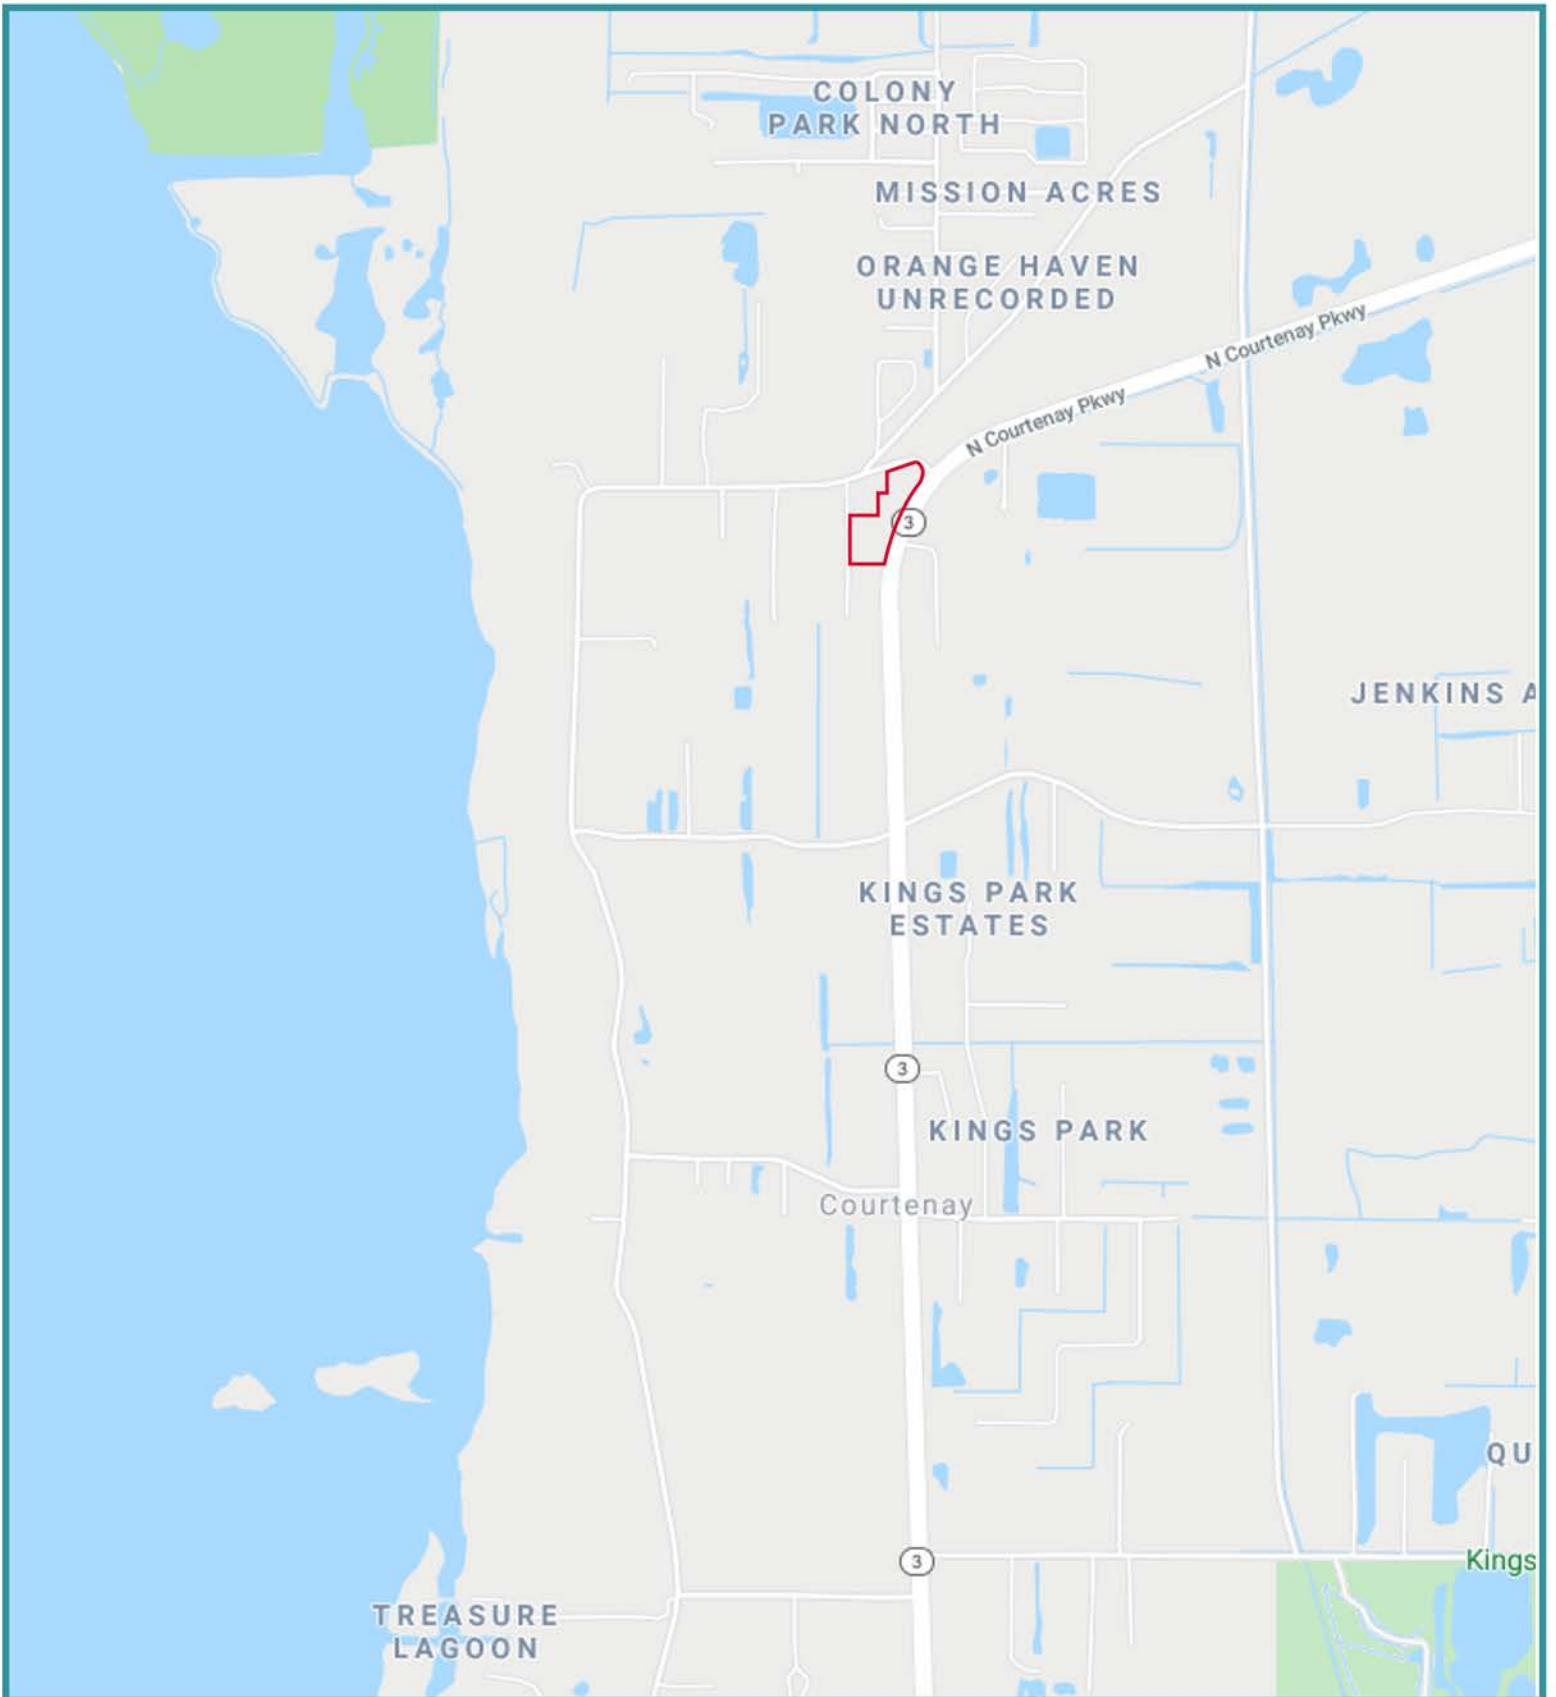 COLONY
PARK NORTH
MISSION ACRES
ORANGE HAVEN
UNRECORDED
N Courtenay Pkwy
N Courtenay Pkwy
3
JENKINS A
KINGS PARK
ESTATES
3
KINGS PARK
Courtenay
QU
3
Kings
TREASURE
LAGOON